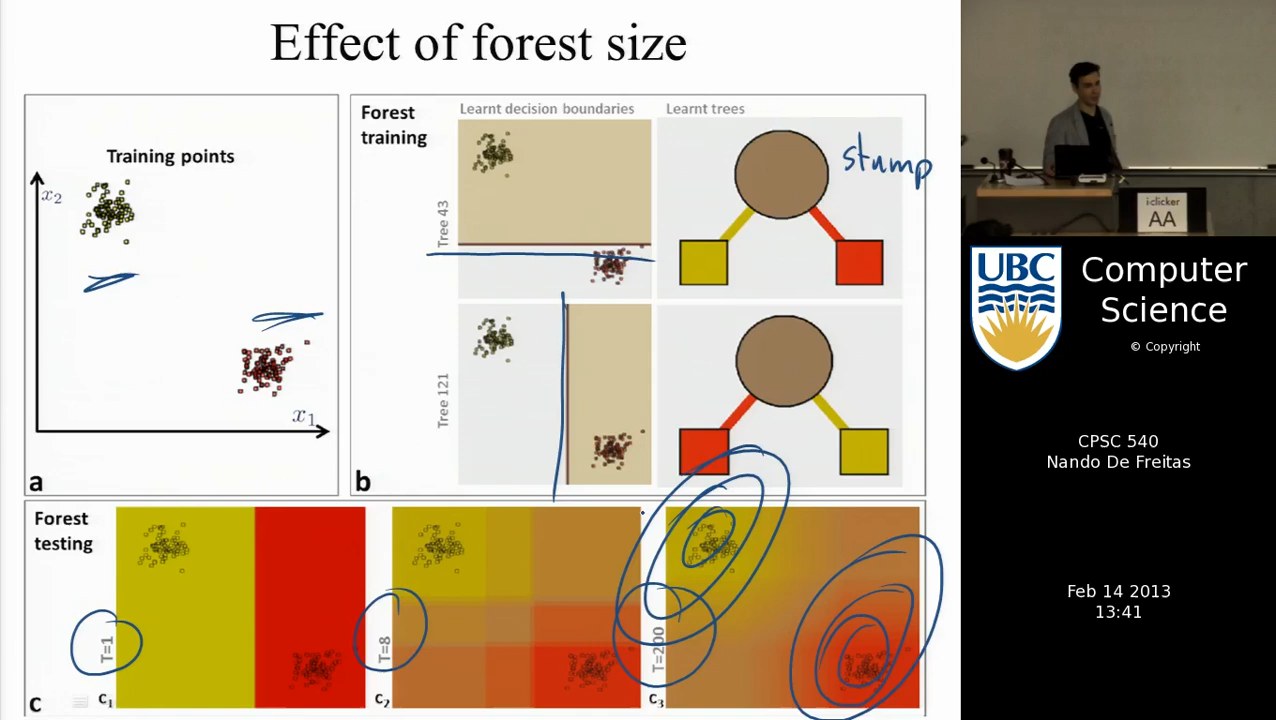 Effect of forest size
Training points
x2
x1
a
Forest
training
Learnt decision boundaries
Learnt trees
Tree 43
stump
Tree 121
b
Forest
testing
T=1
T=8
T=200
c
c1
c2
c3
i>clicker
AA
UBC
Computer
Science
© Copyright
CPSC 540
Nando De Freitas
Feb 14 2013
13:41